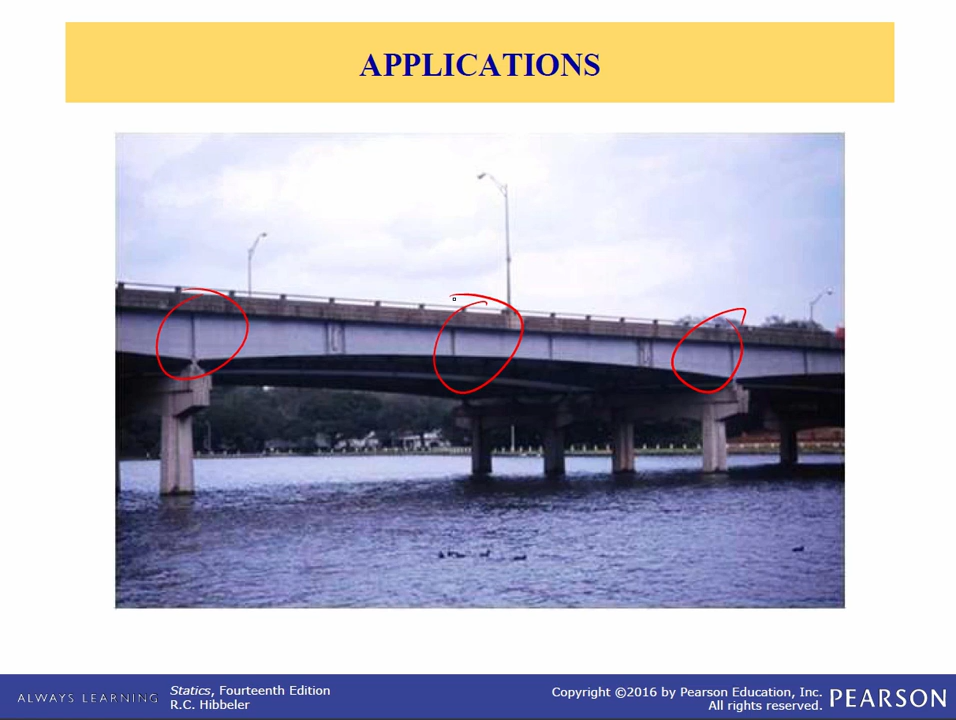 APPLICATIONS
ALWAYS LEARNING
Statics, Fourteenth Edition
R.C. Hibbeler
Copyright ©2016 by Pearson Education, Inc.
All rights reserved.
PEARSON